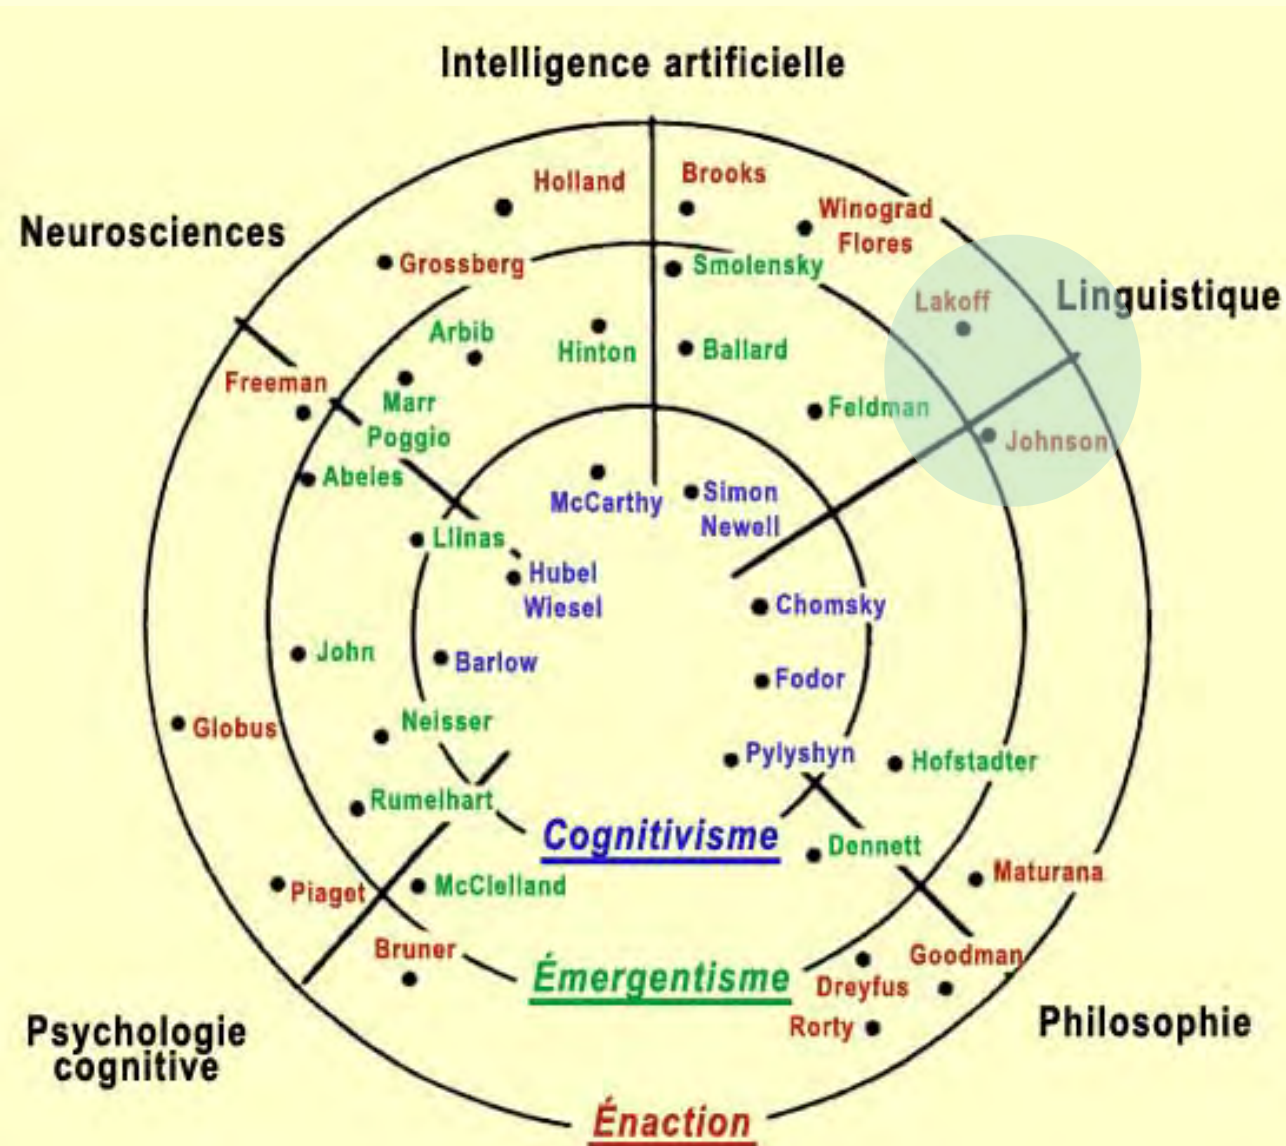 Intelligence artificielle
Holland
Brooks
Winograd
Flores
Neurosciences
Grossberg
Smolensky
Lakoff
Linguistique
Arbib
Hinton
Ballard
Freeman
Marr
Poggio
Feldman
Johnson
Abeles
McCarthy
Simon
Newell
Llinas
Hubel
Wiesel
Chomsky
John
Barlow
Fodor
Globus
Neisser
Pylyshyn
Hofstadter
Rumelhart
Cognitivisme
Dennett
Piaget
McClelland
Maturana
Bruner
Émergentisme
Goodman
Dreyfus
Rorty
Psychologie
cognitive
Philosophie
Énaction